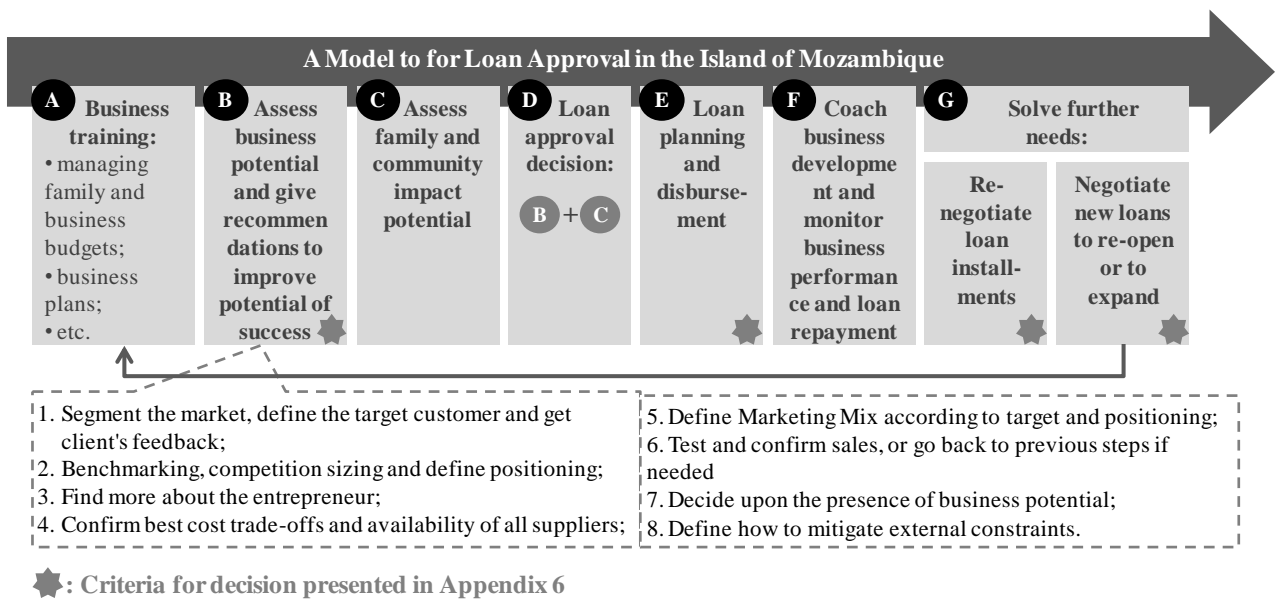 A Model to for Loan Approval in the Island of Mozambique
A
Business
training:
• managing
family and
business
budgets;
• business
plans;
• etc.
B
Assess
business
potential
and give
recommen
dations to
improve
potential of
success
C
Assess
family and
community
impact
potential
D
Loan
approval
decision:
B + C
E
Loan
planning
and
disburse-
ment
F
Coach
business
developme
nt and
monitor
business
performan
ce and loan
repayment
G
Solve further
needs:
Re-
negotiate
loan
install-
ments
Negotiate
new loans
to re-open
or to
expand
1. Segment the market, define the target customer and get
client's feedback;
2. Benchmarking, competition sizing and define positioning;
3. Find more about the entrepreneur;
4. Confirm best cost trade-offs and availability of all suppliers;
5. Define Marketing Mix according to target and positioning;
6. Test and confirm sales, or go back to previous steps if
needed
7. Decide upon the presence of business potential;
8. Define how to mitigate external constraints.
: Criteria for decision presented in Appendix 6